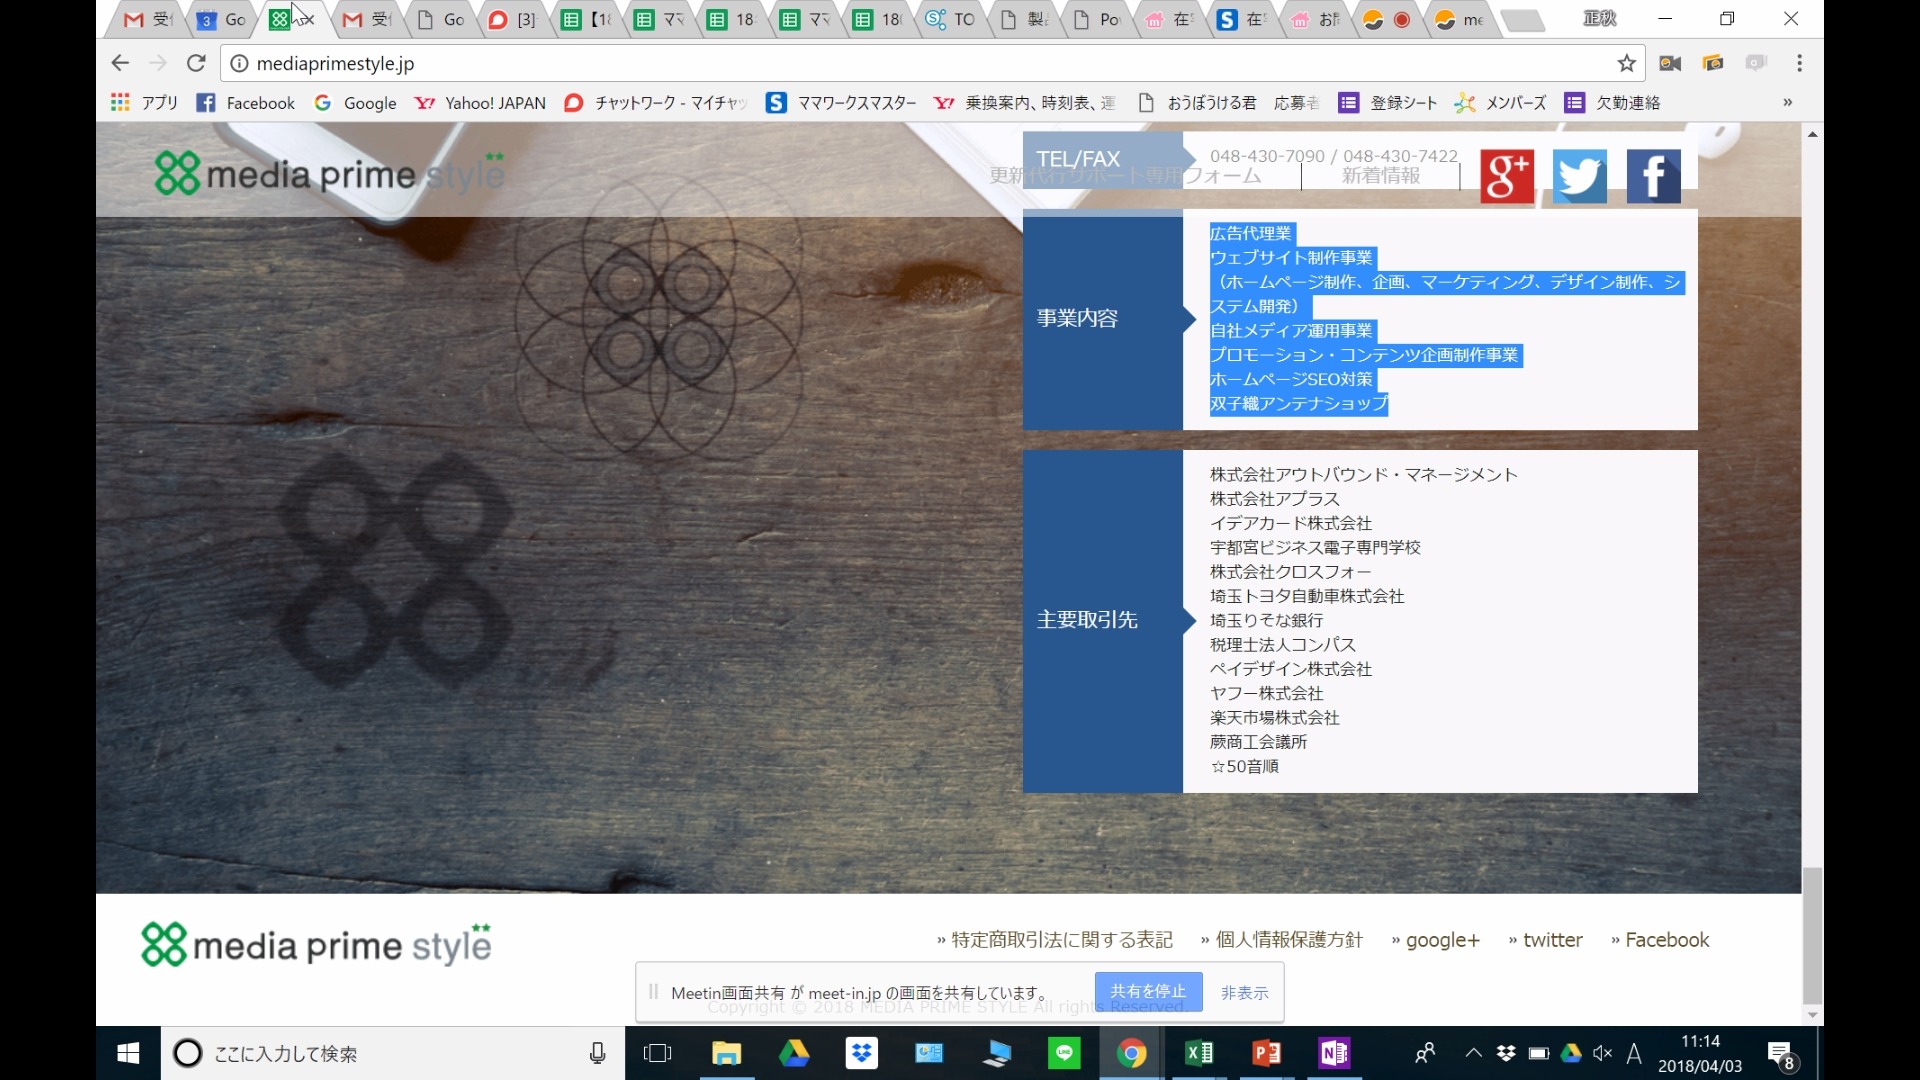 受信
Go
受信
Go
[3]
【18
ママ
18
ママ
180
TO
製品
Po
在宅
在宅
お問
me
正秋
mediaprimestyle.jp
アプリ
Facebook
Google
Yahoo! JAPAN
チャットワーク - マイチャッ
ママワークスマスター
乗換案内、時刻表、運
おうぼうける君 応募者
登録シート
メンバーズ
欠勤連絡
»
media prime style
TEL/FAX
048-430-7090 / 048-430-7422
更新代行サポート専用フォーム
新着情報
g+
f
事業内容
広告代理業
ウェブサイト制作事業
（ホームページ制作、企画、マーケティング、デザイン制作、シ
ステム開発）
自社メディア運用事業
プロモーション・コンテンツ企画制作事業
ホームページSEO対策
双子織アンテナショップ
主要取引先
株式会社アウトバウンド・マネージメント
株式会社アプラス
イデアカード株式会社
宇都宮ビジネス電子専門学校
株式会社クロスフォー
埼玉トヨタ自動車株式会社
埼玉りそな銀行
税理士法人コンパス
ペイデザイン株式会社
ヤフー株式会社
楽天市場株式会社
蕨商工会議所
☆50音順
media prime style
» 特定商取引法に関する表記
» 個人情報保護方針
» google+
» twitter
» Facebook
Meetin画面共有 が meet-in.jp の画面を共有しています。
共有を停止
非表示
Copyright © 2018 MEDIA PRIME STYLE All rights Reserved.
ここに入力して検索
A
11:14
2018/04/03
8